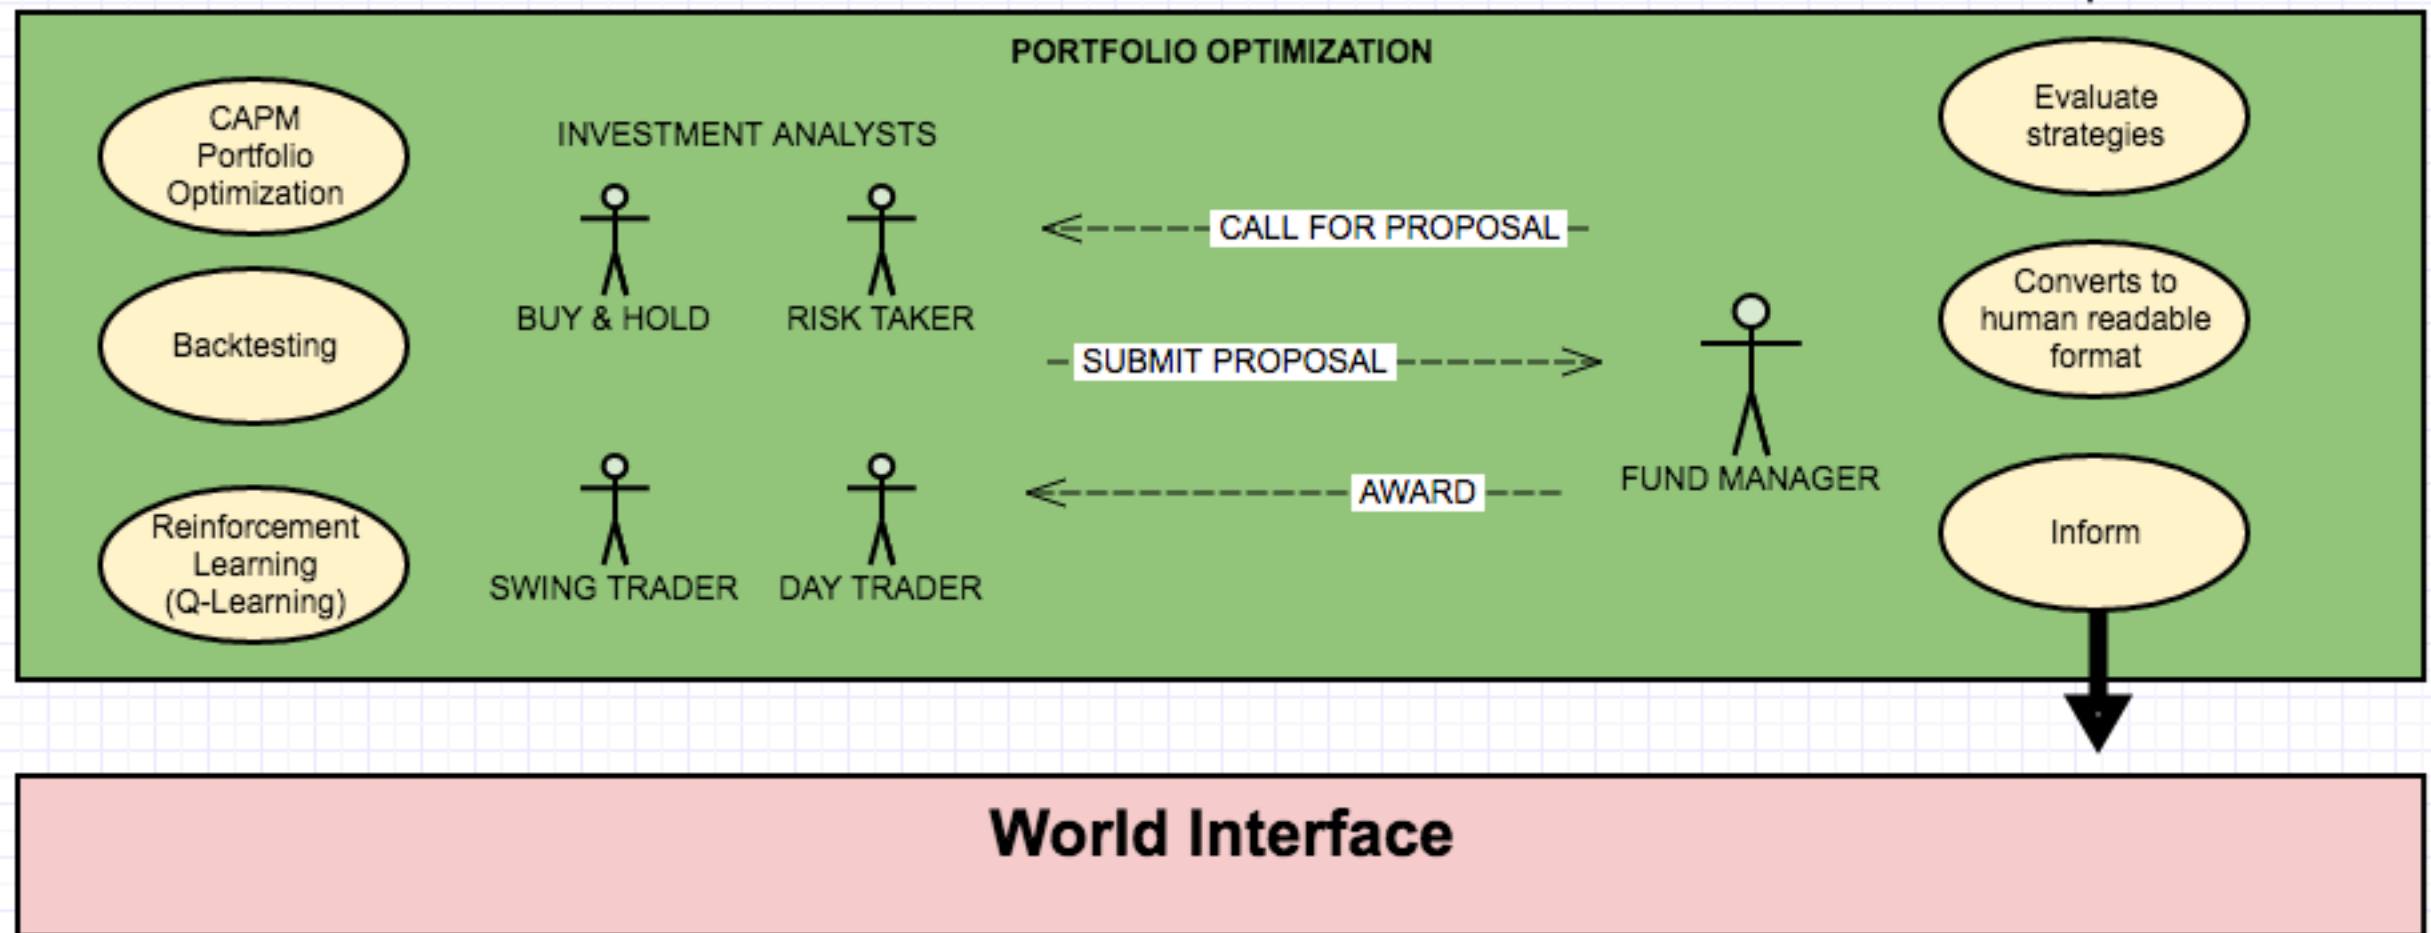 PORTFOLIO OPTIMIZATION
CAPM
Portfolio
Optimization
Backtesting
Reinforcement
Learning
(Q-Learning)
INVESTMENT ANALYSTS
BUY & HOLD
RISK TAKER
SWING TRADER
DAY TRADER
CALL FOR PROPOSAL
SUBMIT PROPOSAL
AWARD
FUND MANAGER
Evaluate
strategies
Converts to
human readable
format
Inform
World Interface